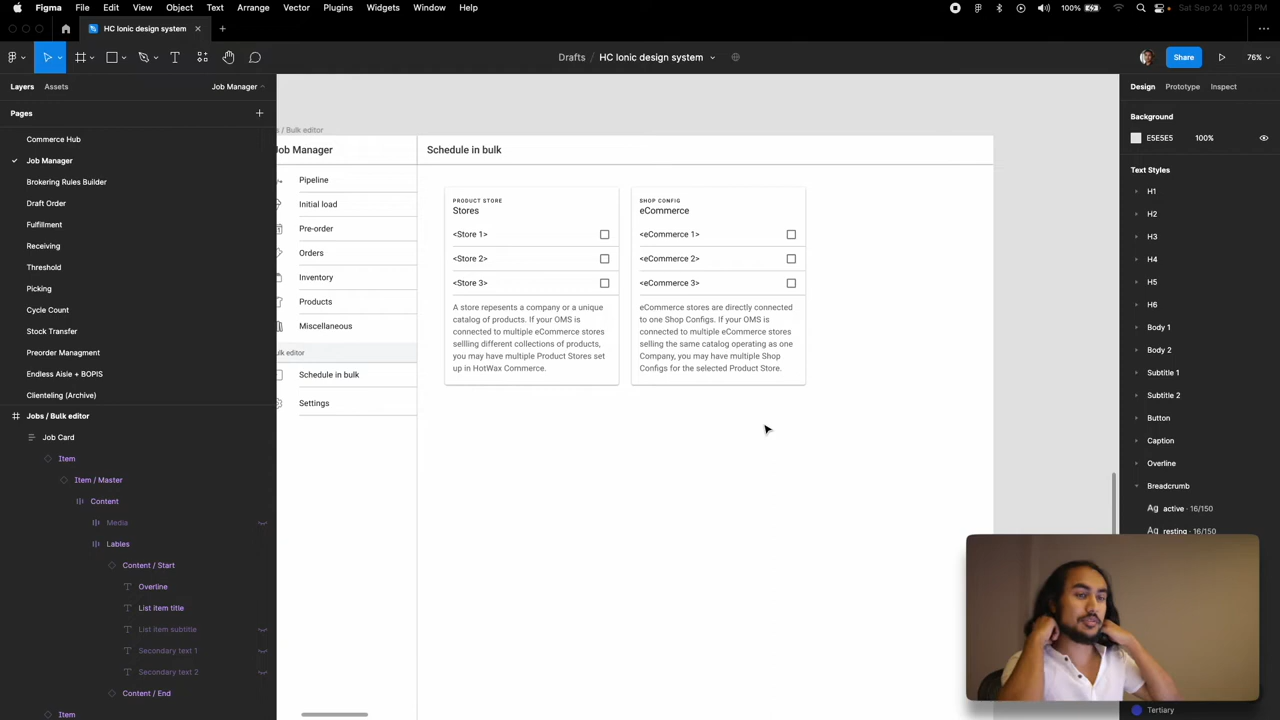 Figma File Edit View Object Text Arrange Vector Plugins Widgets Window Help
100% Sat Sep 24 10:29 PM
HC Ionic design system
Drafts / HC Ionic design system
Share
76%
Layers Assets
Job Manager
Design Prototype Inspect
Pages
Commerce Hub
Job Manager
Brokering Rules Builder
Draft Order
Fulfillment
Receiving
Threshold
Picking
Cycle Count
Stock Transfer
Preorder Managment
Endless Aisle + BOPIS
Clienteling (Archive)
Jobs / Bulk editor
Job Card
Item
Item / Master
Content
Media
Lables
Content / Start
Overline
List item title
List item subtitle
Secondary text 1
Secondary text 2
Content / End
Item
s / Bulk editor
Job Manager
Pipeline
Initial load
Pre-order
Orders
Inventory
Products
Miscellaneous
ulk editor
Schedule in bulk
Settings
Schedule in bulk
PRODUCT STORE
Stores
<Store 1>
<Store 2>
<Store 3>
A store repesents a company or a unique
catalog of products. If your OMS is
connected to multiple eCommerce stores
sellling different collections of products,
you may have multiple Product Stores set
up in HotWax Commerce.
SHOP CONFIG
eCommerce
<eCommerce 1>
<eCommerce 2>
<eCommerce 3>
eCommerce stores are directly connected
to one Shop Configs. If your OMS is
connected to multiple eCommerce stores
selling the same catalog operating as one
Company, you may have multiple Shop
Configs for the selected Product Store.
Background
E5E5E5 100%
Text Styles
H1
H2
H3
H4
H5
H6
Body 1
Body 2
Subtitle 1
Subtitle 2
Button
Caption
Overline
Breadcrumb
Ag active · 16/150
Ag resting · 16/150
Tertiary